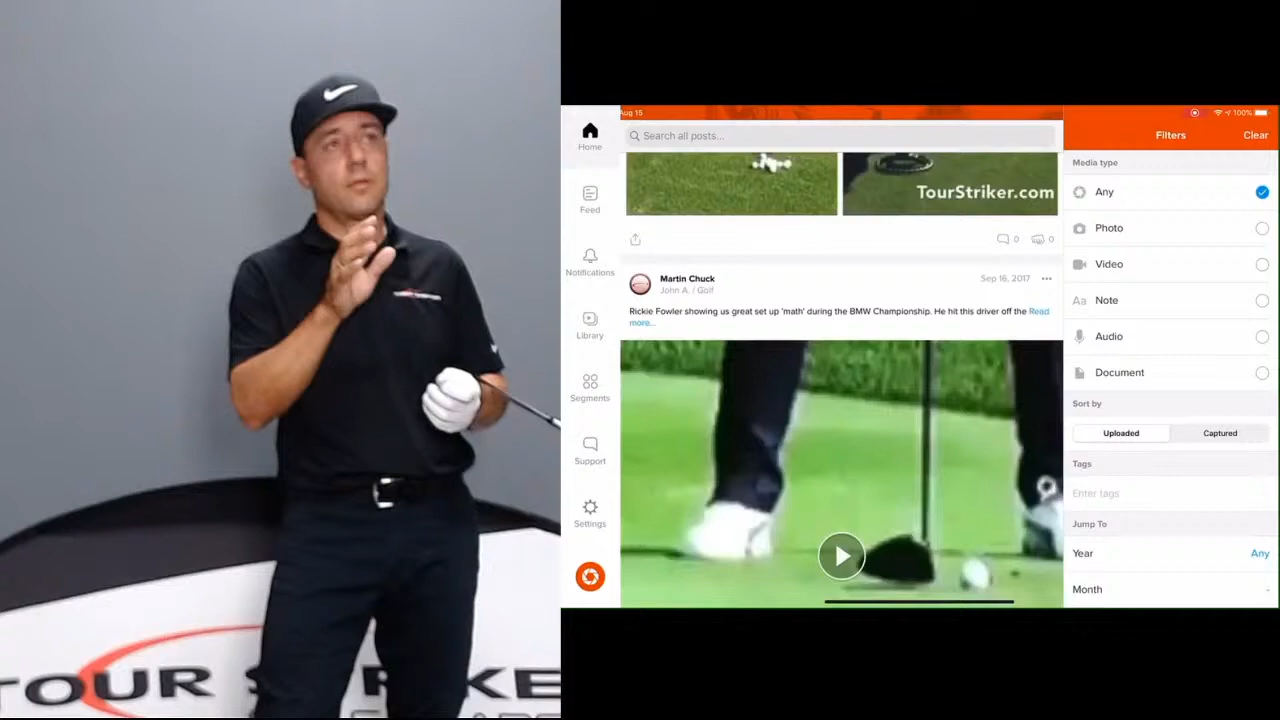 TOUR S RIKE
Aug 15
100%
Home
Feed
Notifications
Library
Segments
Support
Settings
Search all posts...
TourStriker.com
0
0
Martin Chuck
Sep 16, 2017
John A. / Golf
Rickie Fowler showing us great set up 'math' during the BMW Championship. He hit this driver off the Read
more...
Filters
Clear
Media type
Any
Photo
Video
Aa Note
Audio
Document
Sort by
Uploaded
Captured
Tags
Enter tags
Jump To
Year
Any
Month
-